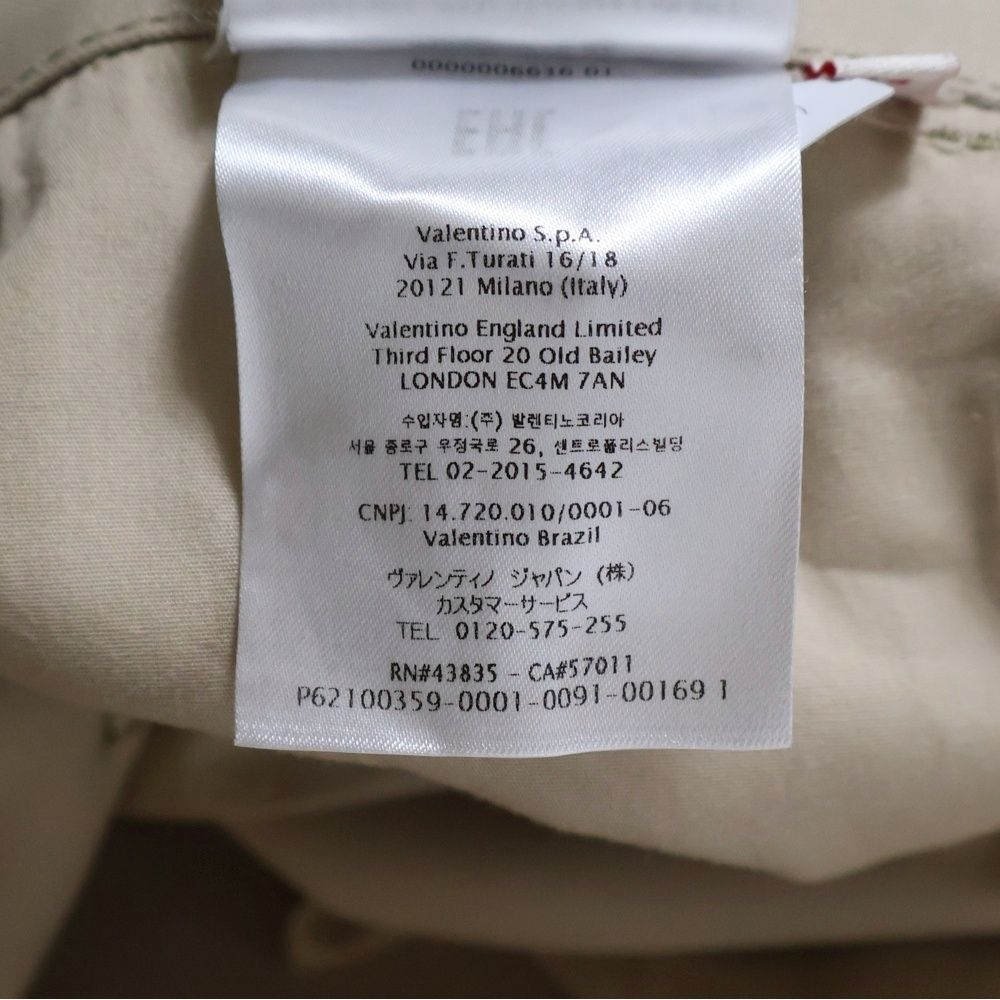 EAC
Valentino S.p.A.
Via F.Turati 16/18
20121 Milano (Italy)
Valentino England Limited
Third Floor 20 Old Bailey
LONDON EC4M 7AN
수입자명:(주) 발렌티노코리아
서울 종로구 우정국로 26, 센트로폴리스빌딩
TEL 02-2015-4642
CNPJ: 14.720.010/0001-06
Valentino Brazil
ヴァレンティノ ジャパン (株)
カスタマーサービス
TEL 0120-575-255
RN#43835 - CA#57011
P62100359-0001-0091-00169 1